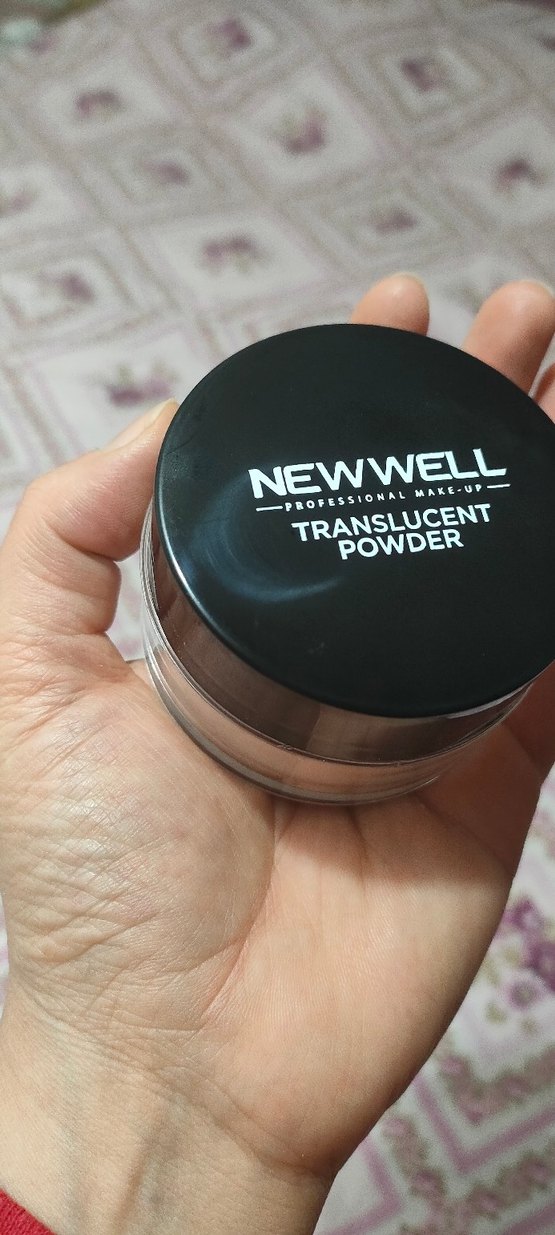 NEWWELL
PROFESSIONAL MAKE-UP
TRANSLUCENT
POWDER